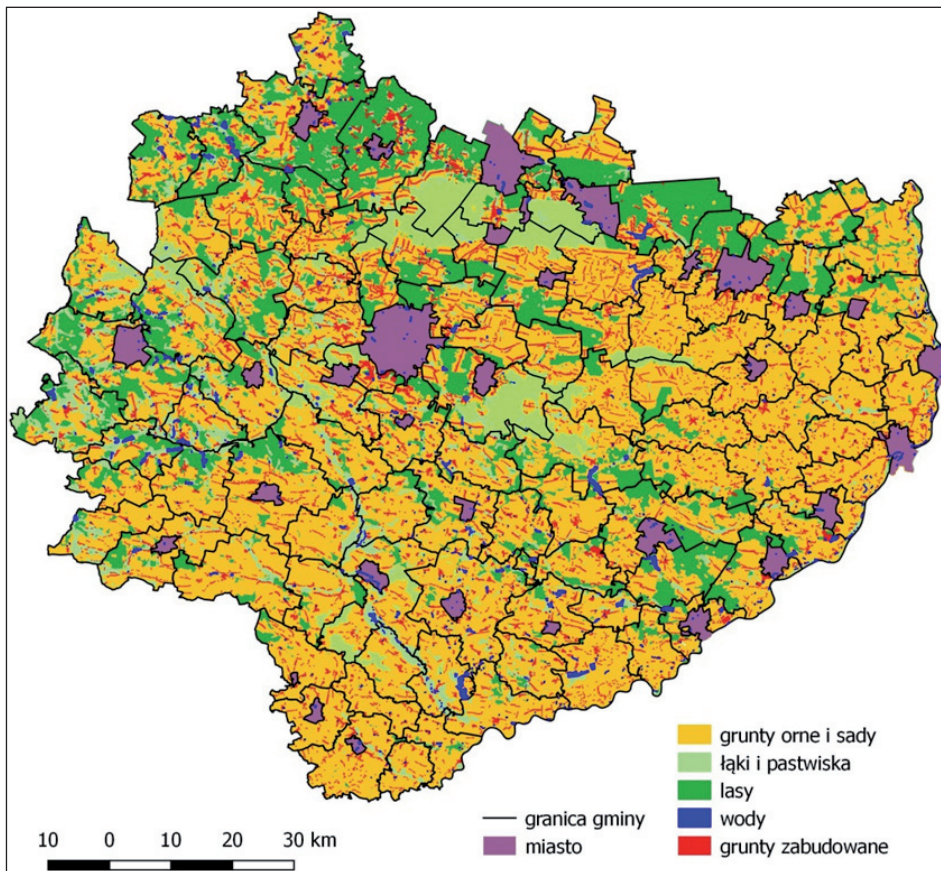 grunty orne i sady
łąki i pastwiska
lasy
granica gminy
wody
miasto
grunty zabudowane
10 0 10 20 30 km